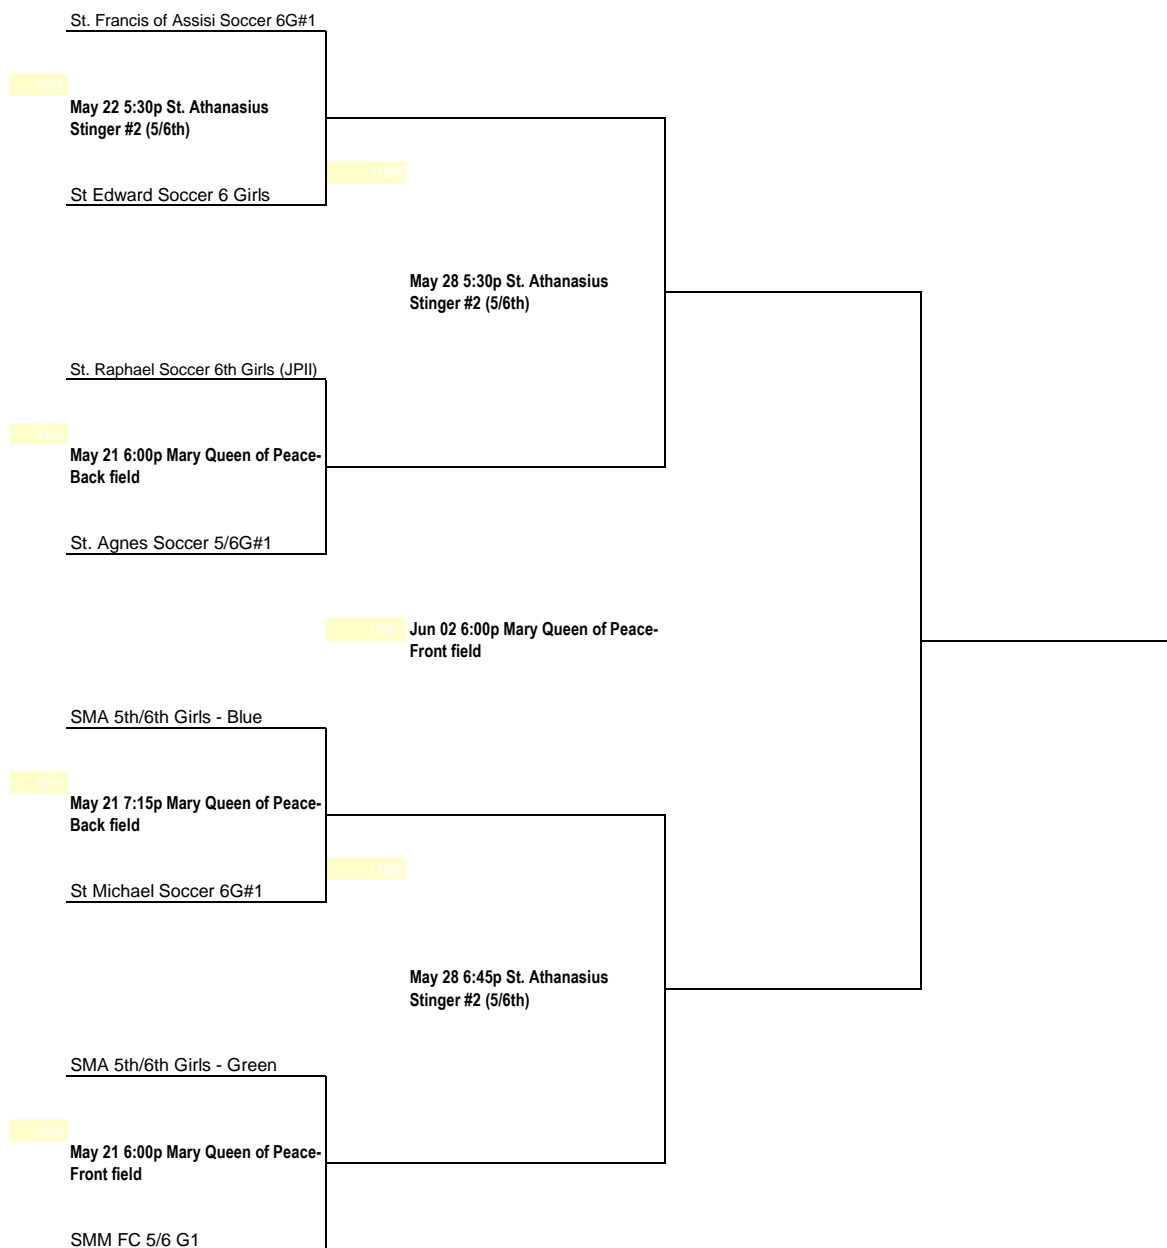 St. Francis of Assisi Soccer 6G#1
May 22 5:30p St. Athanasius
Stinger #2 (5/6th)
St Edward Soccer 6 Girls
May 28 5:30p St. Athanasius
Stinger #2 (5/6th)
St. Raphael Soccer 6th Girls (JPII)
May 21 6:00p Mary Queen of Peace-
Back field
St. Agnes Soccer 5/6G#1
Jun 02 6:00p Mary Queen of Peace-
Front field
SMA 5th/6th Girls - Blue
May 21 7:15p Mary Queen of Peace-
Back field
St Michael Soccer 6G#1
May 28 6:45p St. Athanasius
Stinger #2 (5/6th)
SMA 5th/6th Girls - Green
May 21 6:00p Mary Queen of Peace-
Front field
SMM FC 5/6 G1